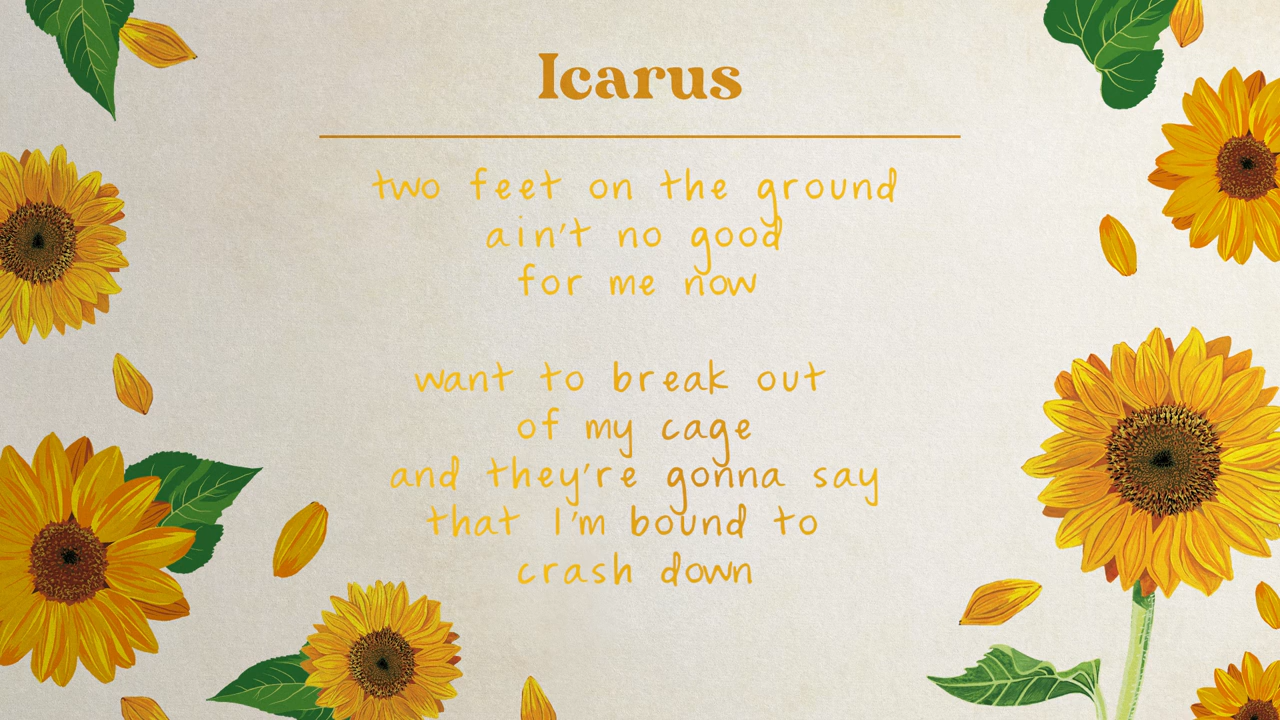 Icarus
two feet on the ground
ain't no good
for me now
want to break out
of my cage
and they're gonna say
that I'm bound to
crash down